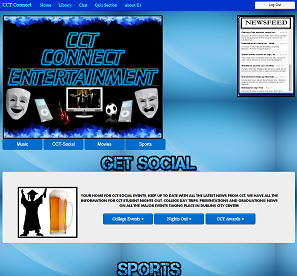 CCT Connect
Home
Library
Chat
Quiz Section
About Us
Log Out
CCT
CONNECT
ENTERTAINMENT
NEWSFEED
Music
CCT-Social
Movies
Sports
GET SOCIAL
YOUR HOME FOR CCT-SOCIAL EVENTS. KEEP UP TO DATE WITH ALL THE LATEST NEWS FROM CCT. WE HAVE ALL THE
INFORMATION FOR CCT STUDENT NIGHTS OUT, COLLEGE DAY TRIPS, PRESENTATIONS AND GRADUATIONS! NEWS
ON ALL THE MAJOR EVENTS TAKING PLACE IN DUBLIN CITY CENTER
College Events »
Nights Out »
CCT Awards »
SPORTS